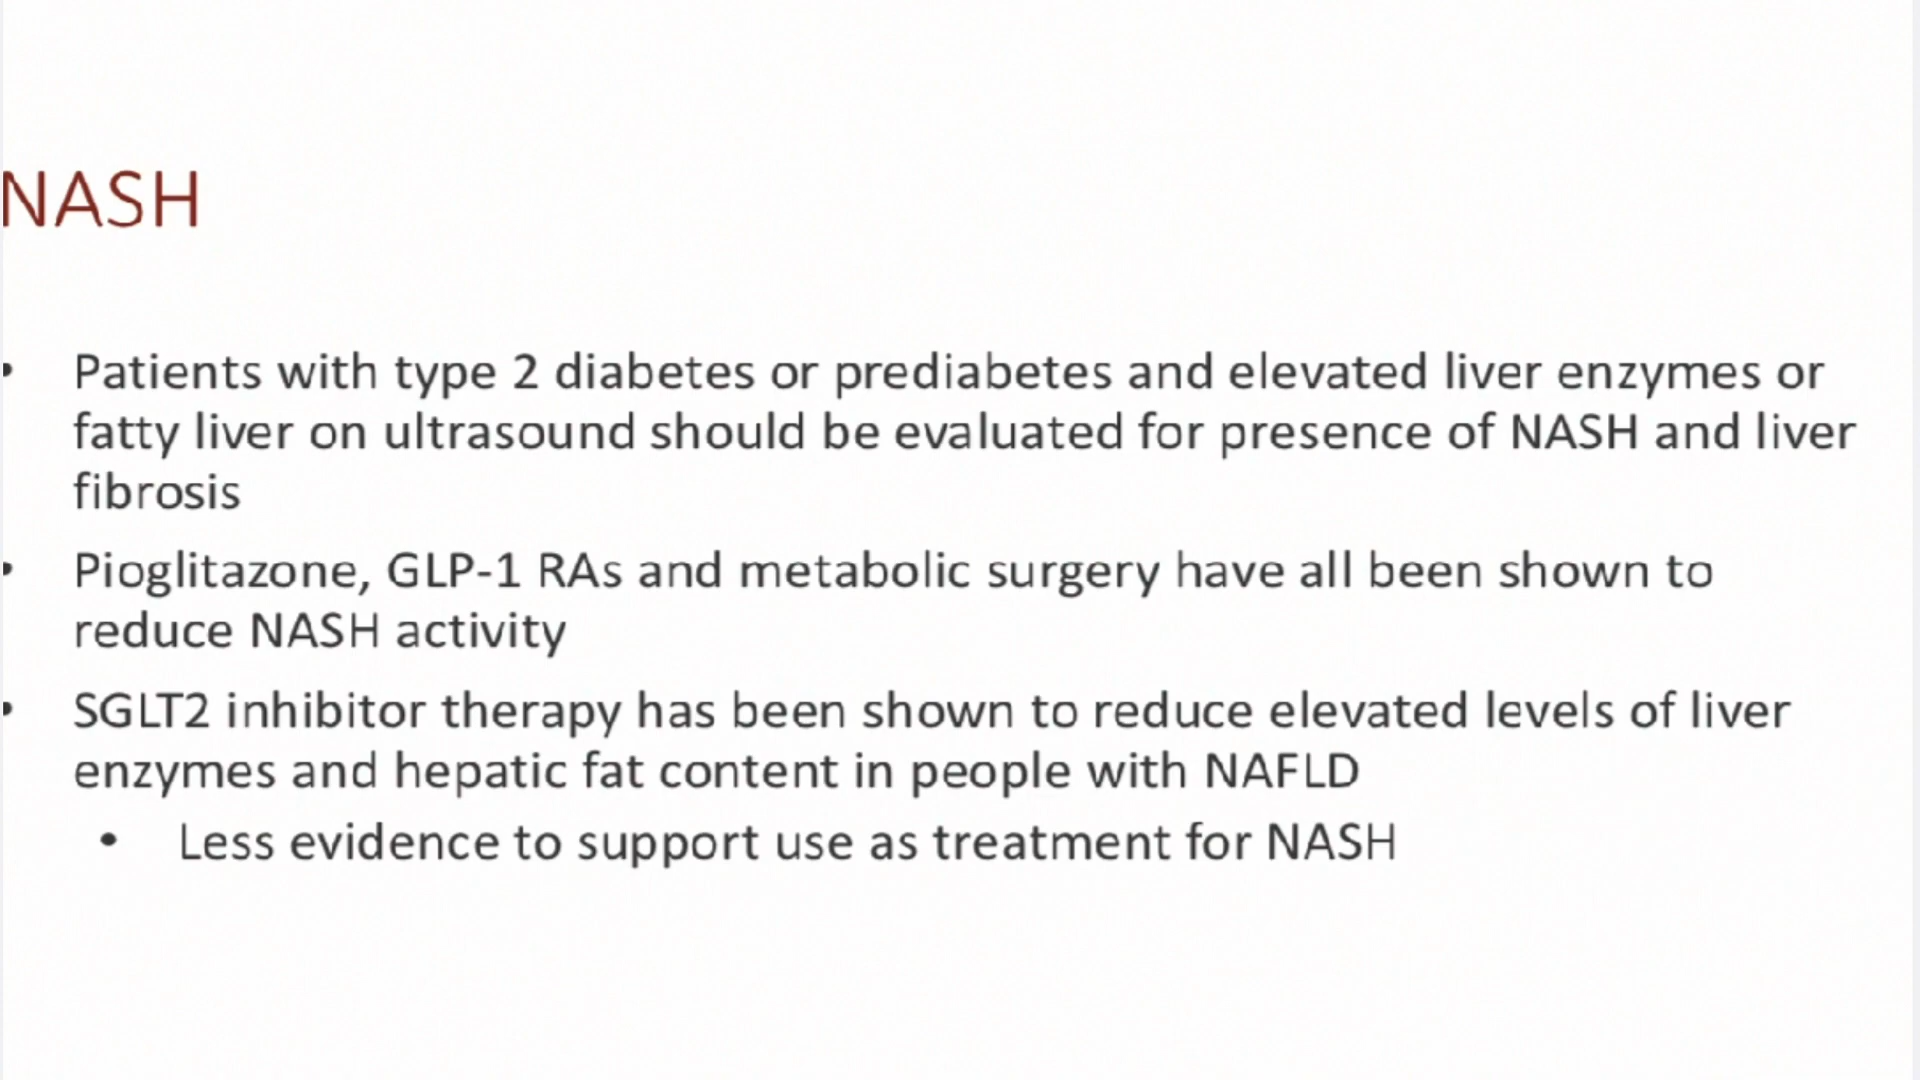 NASH
• Patients with type 2 diabetes or prediabetes and elevated liver enzymes or
fatty liver on ultrasound should be evaluated for presence of NASH and liver
fibrosis
• Pioglitazone, GLP-1 RAs and metabolic surgery have all been shown to
reduce NASH activity
• SGLT2 inhibitor therapy has been shown to reduce elevated levels of liver
enzymes and hepatic fat content in people with NAFLD
• Less evidence to support use as treatment for NASH